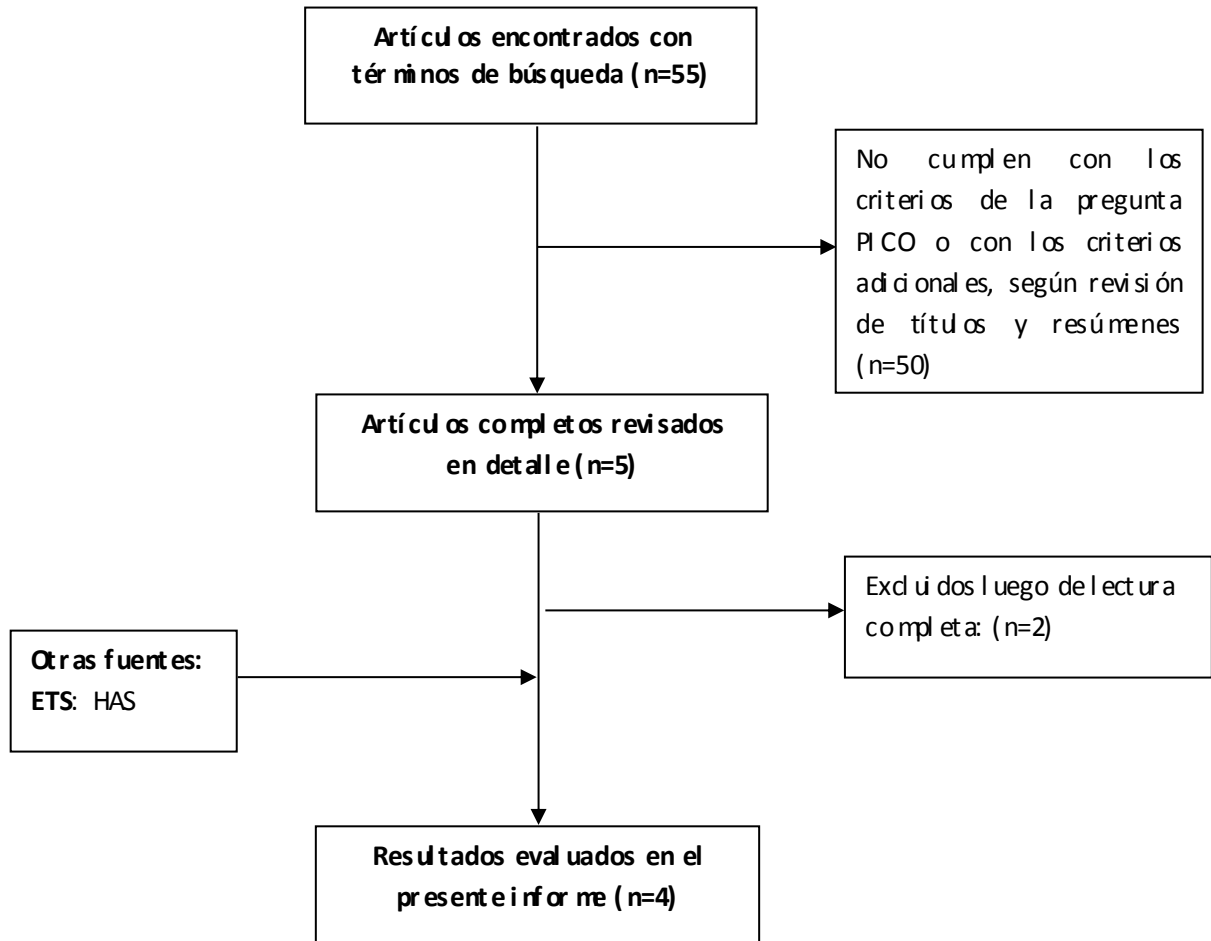 Artículos encontrados con
términos de búsqueda (n=55)
No cumplen con los
criterios de la pregunta
PICO o con los criterios
adicionales, según revisión
de títulos y resúmenes
(n=50)
Artículos completos revisados
en detalle (n=5)
Excluidos luego de lectura
completa: (n=2)
Otras fuentes:
ETS: HAS
Resultados evaluados en el
presente informe (n=4)